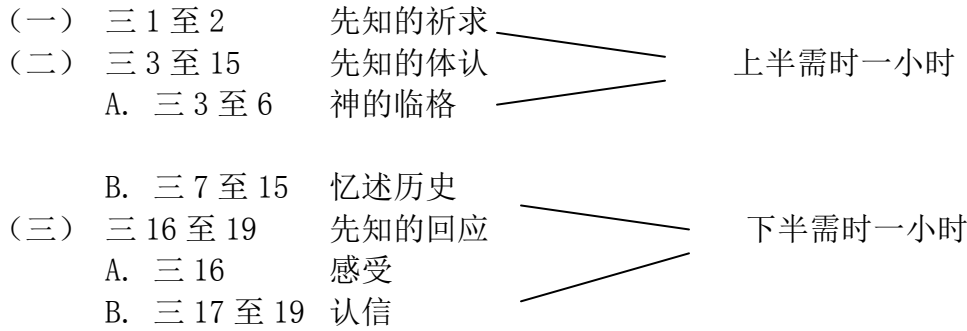 （一） 三 1 至 2 先知的祈求
（二） 三 3 至 15 先知的体认 上半需时一小时
A. 三 3 至 6 神的临格
B. 三 7 至 15 忆述历史
（三） 三 16 至 19 先知的回应 下半需时一小时
A. 三 16 感受
B. 三 17 至 19 认信